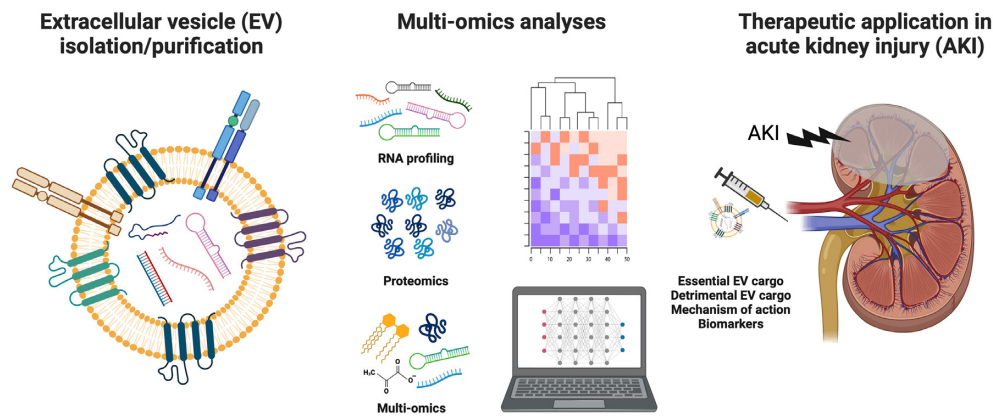 Extracellular vesicle (EV)
isolation/purification
Multi-omics analyses
Therapeutic application in
acute kidney injury (AKI)
RNA profiling
Proteomics
H₃C
O
O
O⁻
Multi-omics
0 10 20 30 40 50
AKI
Essential EV cargo
Detrimental EV cargo
Mechanism of action
Biomarkers